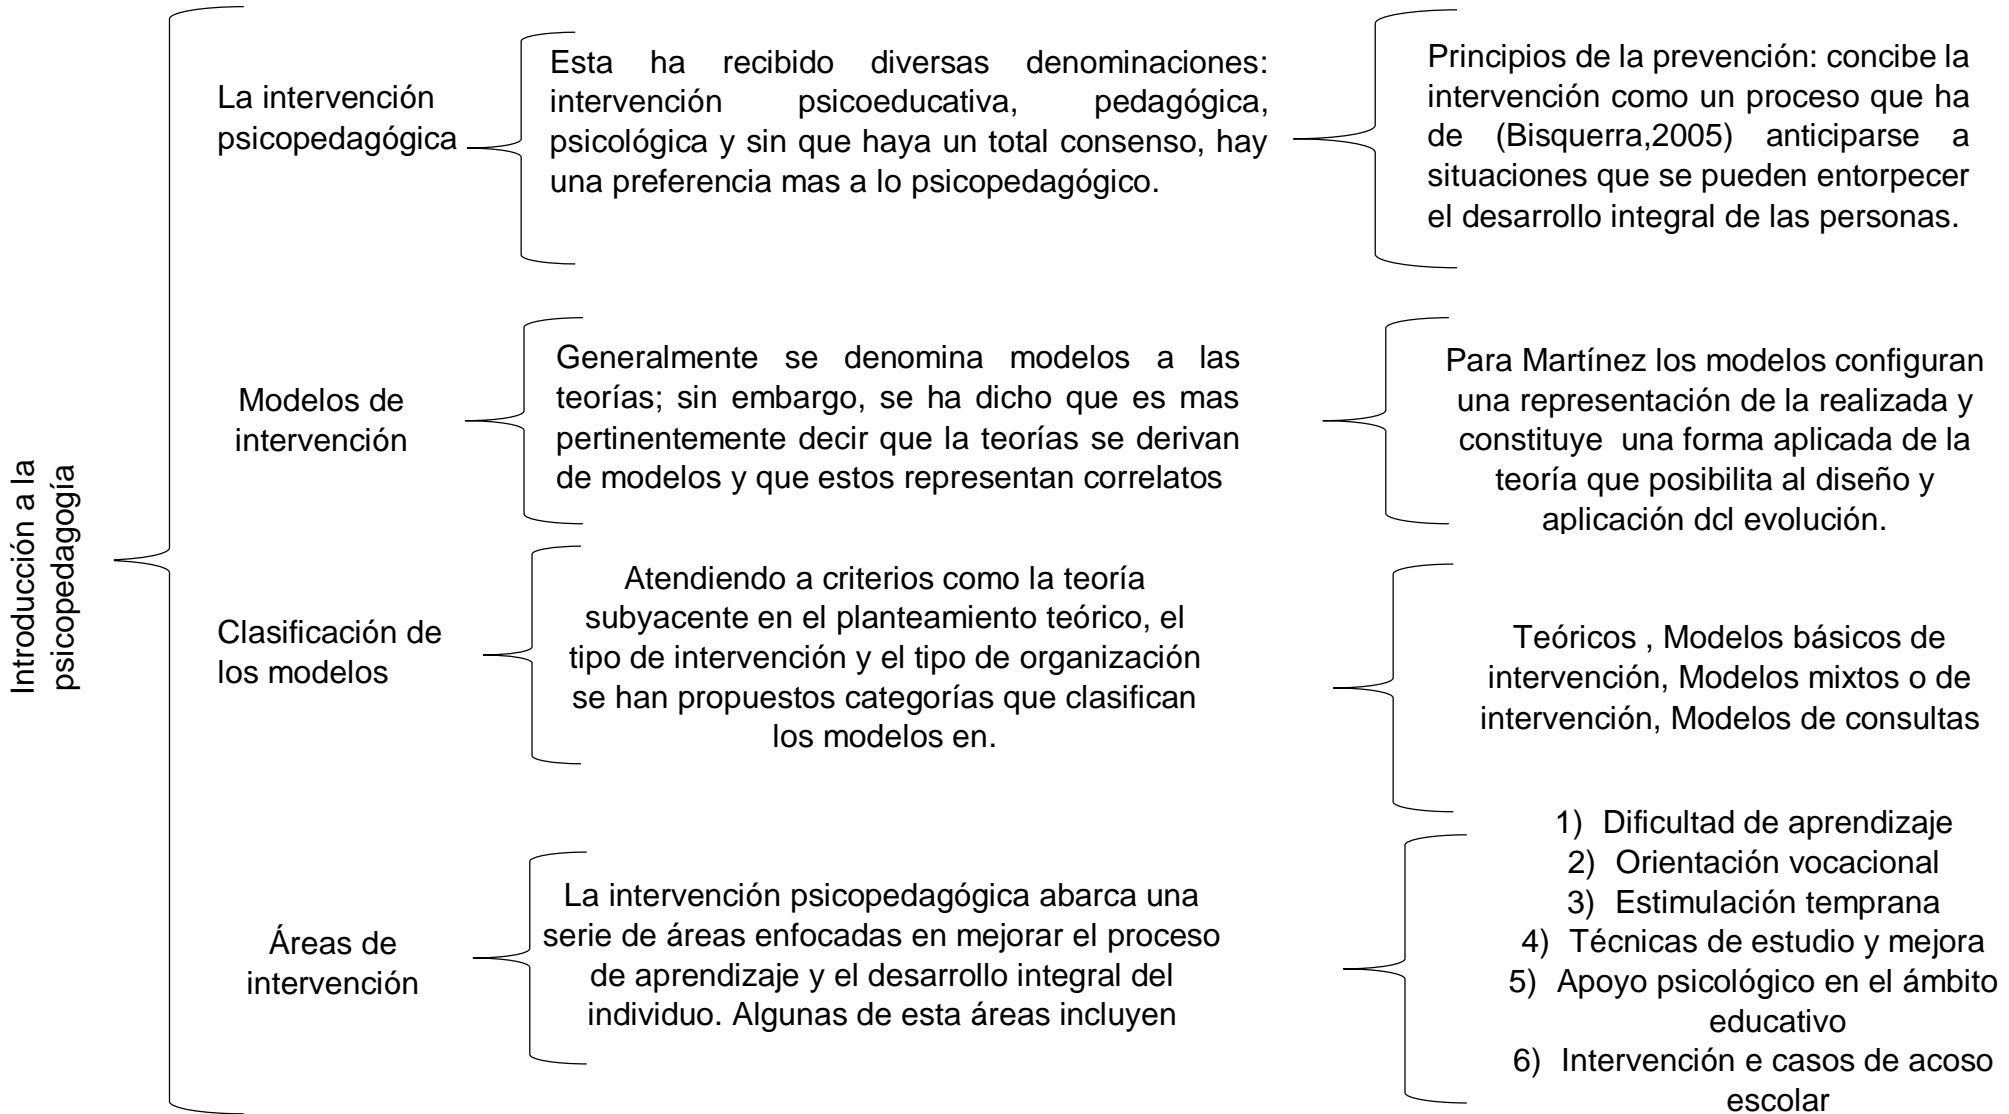 Introducción a la
psicopedagogía
La intervención
psicopedagógica
Esta ha recibido diversas denominaciones:
intervención psicoeducativa, pedagógica,
psicológica y sin que haya un total consenso, hay
una preferencia mas a lo psicopedagógico.
Principios de la prevención: concibe la
intervención como un proceso que ha
de (Bisquerra,2005) anticiparse a
situaciones que se pueden entorpecer
el desarrollo integral de las personas.
Modelos de
intervención
Generalmente se denomina modelos a las
teorías; sin embargo, se ha dicho que es mas
pertinentemente decir que la teorías se derivan
de modelos y que estos representan correlatos
Para Martínez los modelos configuran
una representación de la realizada y
constituye una forma aplicada de la
teoría que posibilita al diseño y
aplicación dcl evolución.
Clasificación de
los modelos
Atendiendo a criterios como la teoría
subyacente en el planteamiento teórico, el
tipo de intervención y el tipo de organización
se han propuestos categorías que clasifican
los modelos en.
Teóricos , Modelos básicos de
intervención, Modelos mixtos o de
intervención, Modelos de consultas
Áreas de
intervención
La intervención psicopedagógica abarca una
serie de áreas enfocadas en mejorar el proceso
de aprendizaje y el desarrollo integral del
individuo. Algunas de esta áreas incluyen
1) Dificultad de aprendizaje
2) Orientación vocacional
3) Estimulación temprana
4) Técnicas de estudio y mejora
5) Apoyo psicológico en el ámbito
educativo
6) Intervención e casos de acoso
escolar